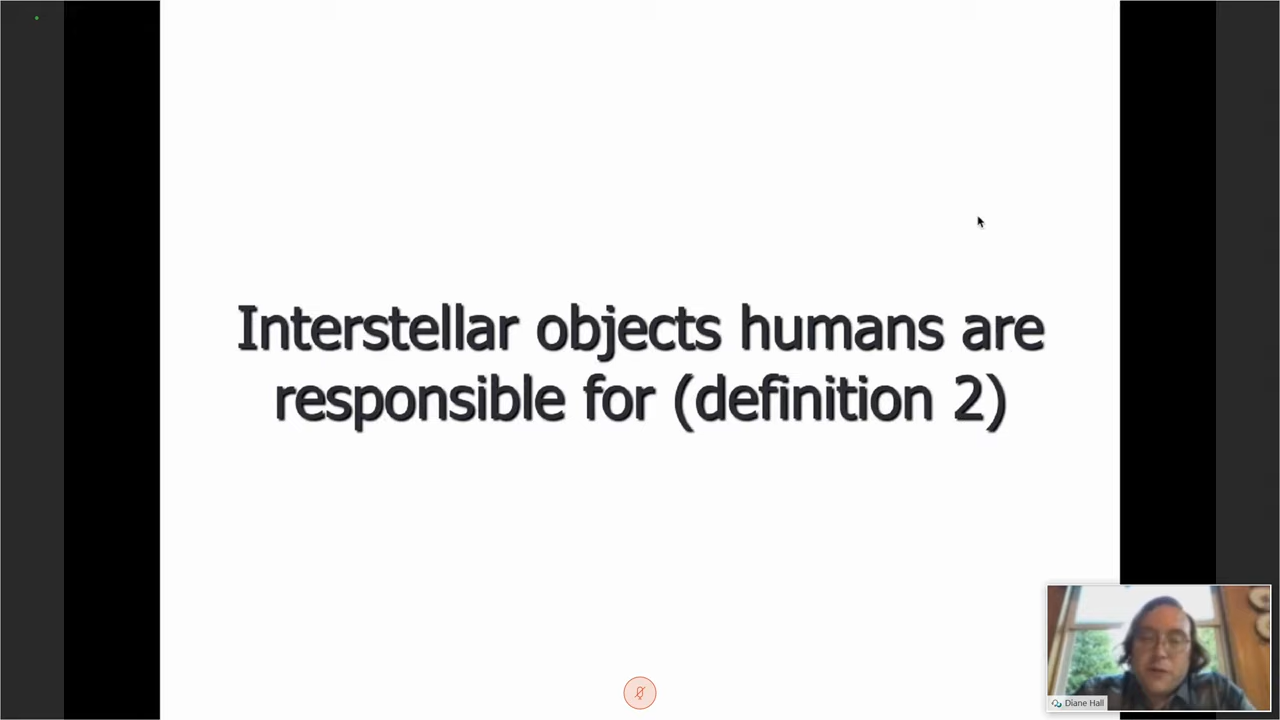 Interstellar objects humans are
responsible for (definition 2)
Diane Hall